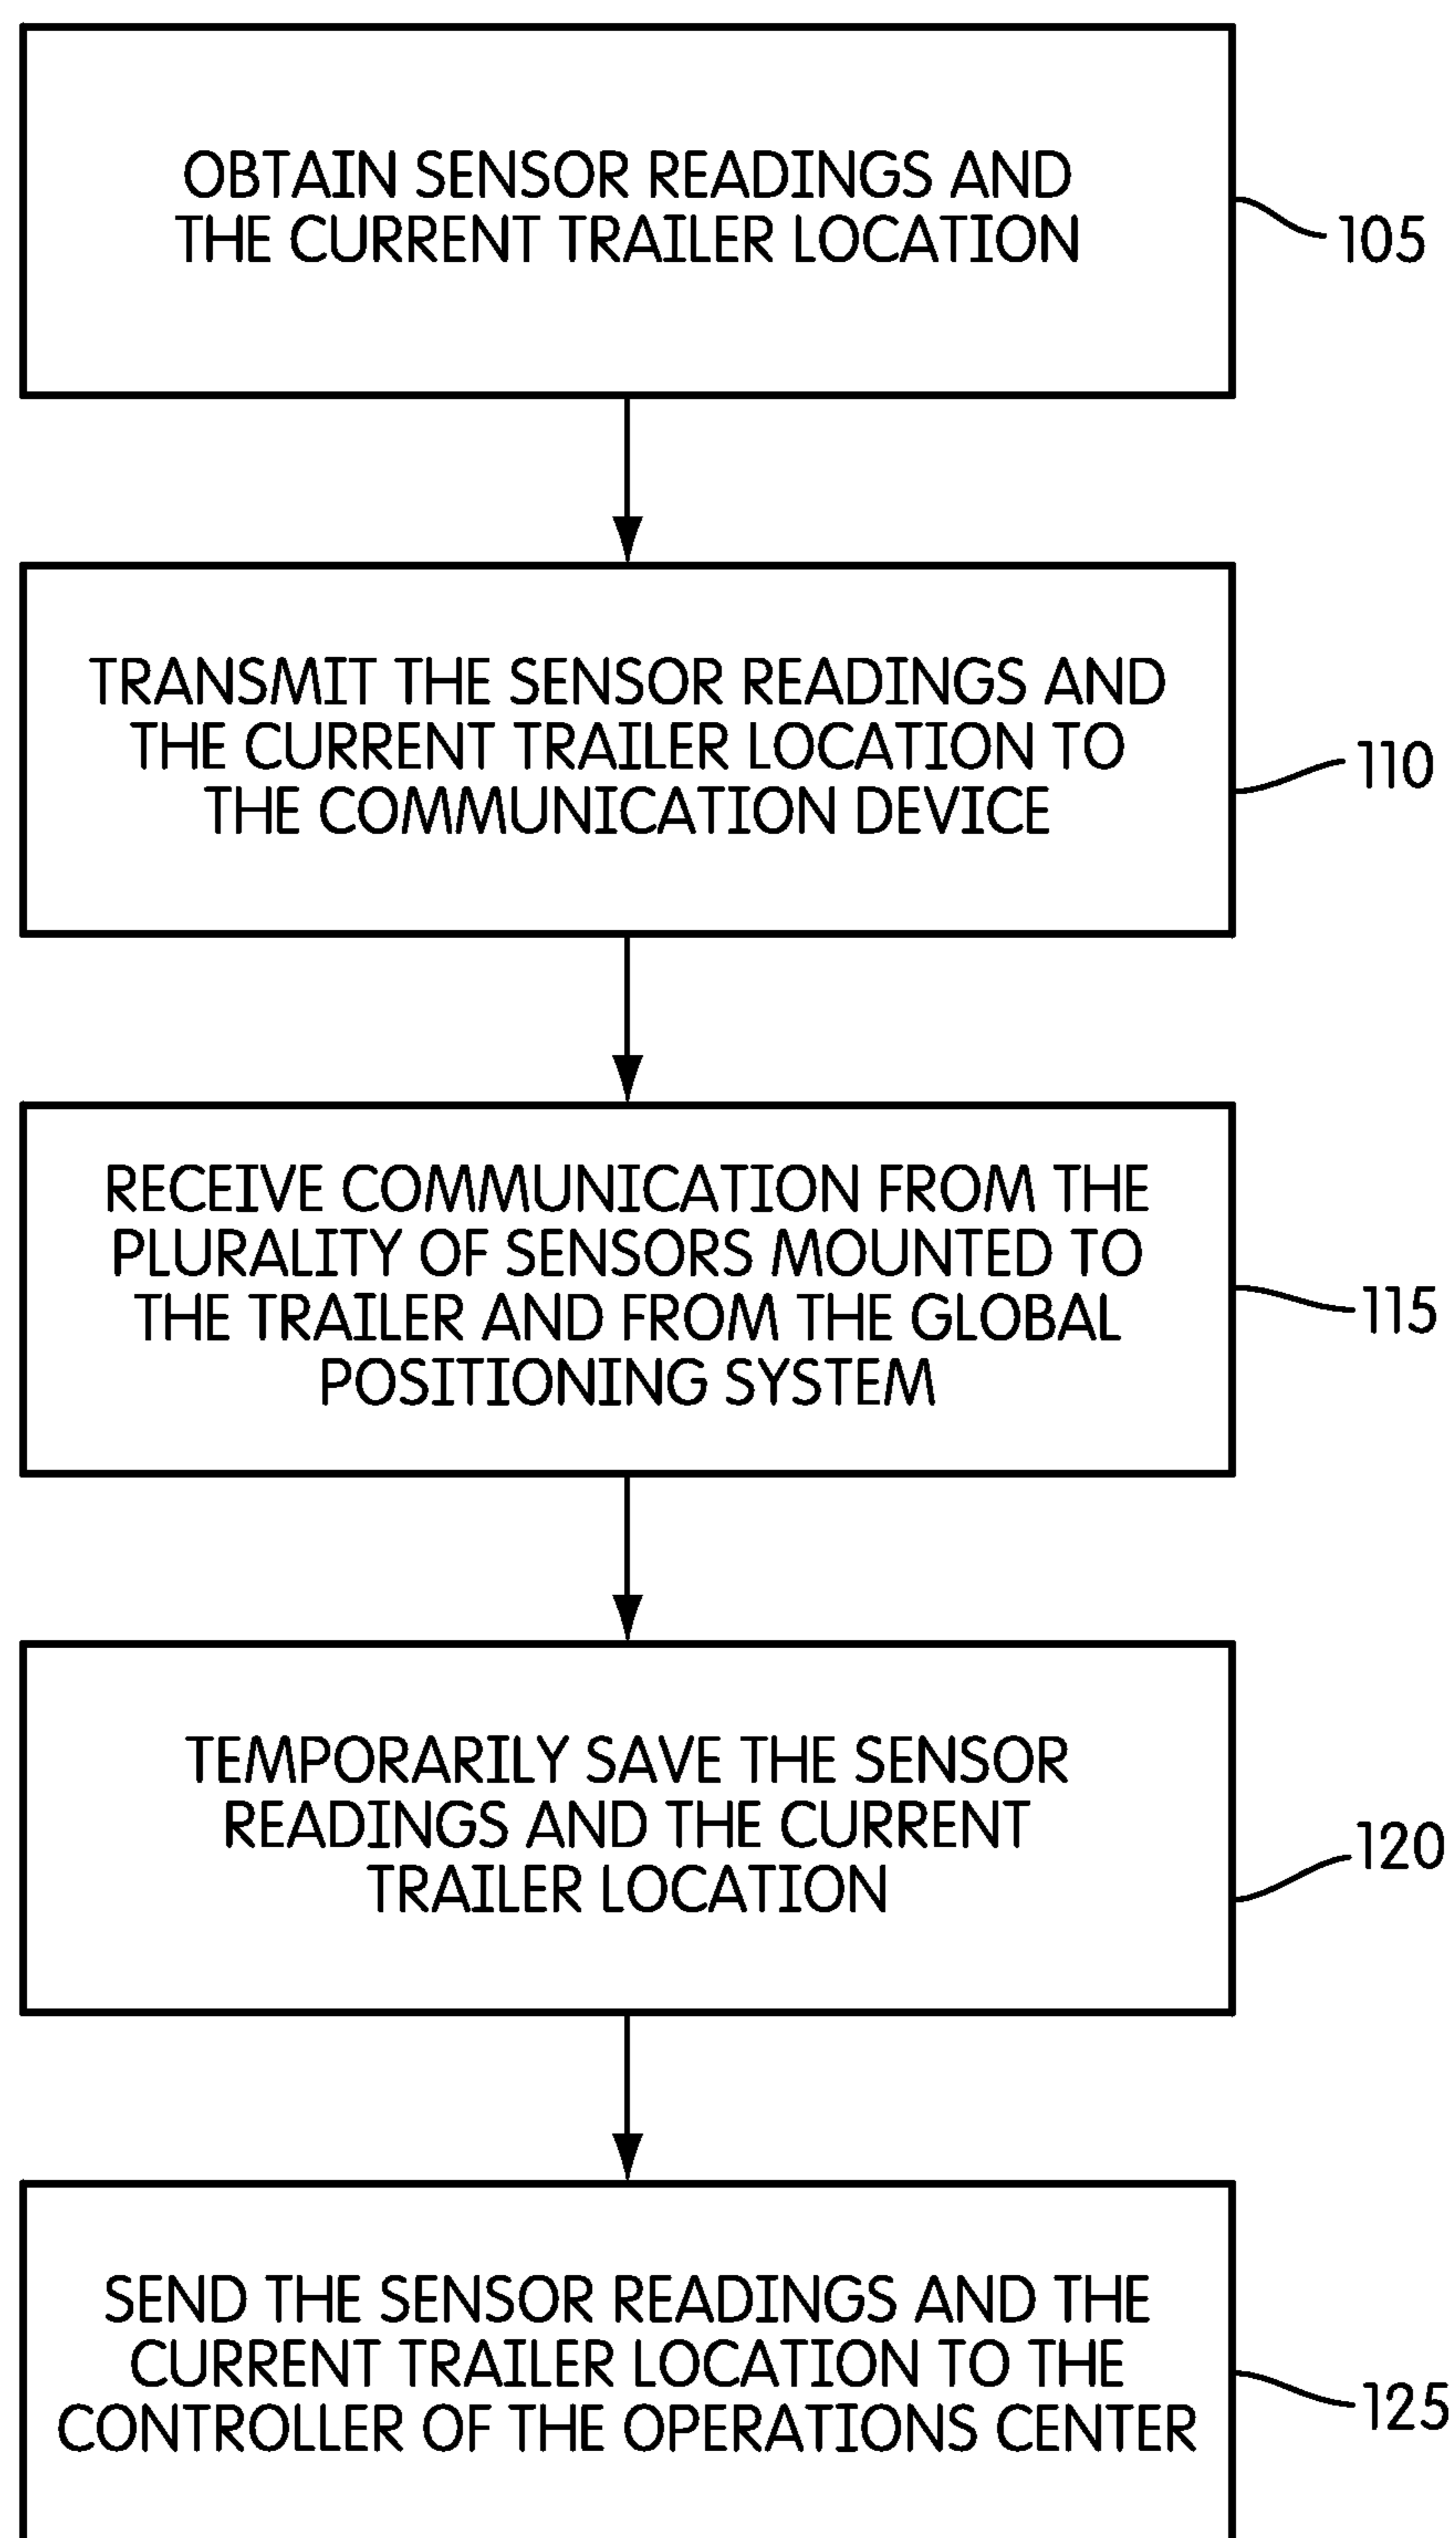 OBTAIN SENSOR READINGS AND
THE CURRENT TRAILER LOCATION
105
TRANSMIT THE SENSOR READINGS AND
THE CURRENT TRAILER LOCATION TO
THE COMMUNICATION DEVICE
110
RECEIVE COMMUNICATION FROM THE
PLURALITY OF SENSORS MOUNTED TO
THE TRAILER AND FROM THE GLOBAL
POSITIONING SYSTEM
115
TEMPORARILY SAVE THE SENSOR
READINGS AND THE CURRENT
TRAILER LOCATION
120
SEND THE SENSOR READINGS AND THE
CURRENT TRAILER LOCATION TO THE
CONTROLLER OF THE OPERATIONS CENTER
125